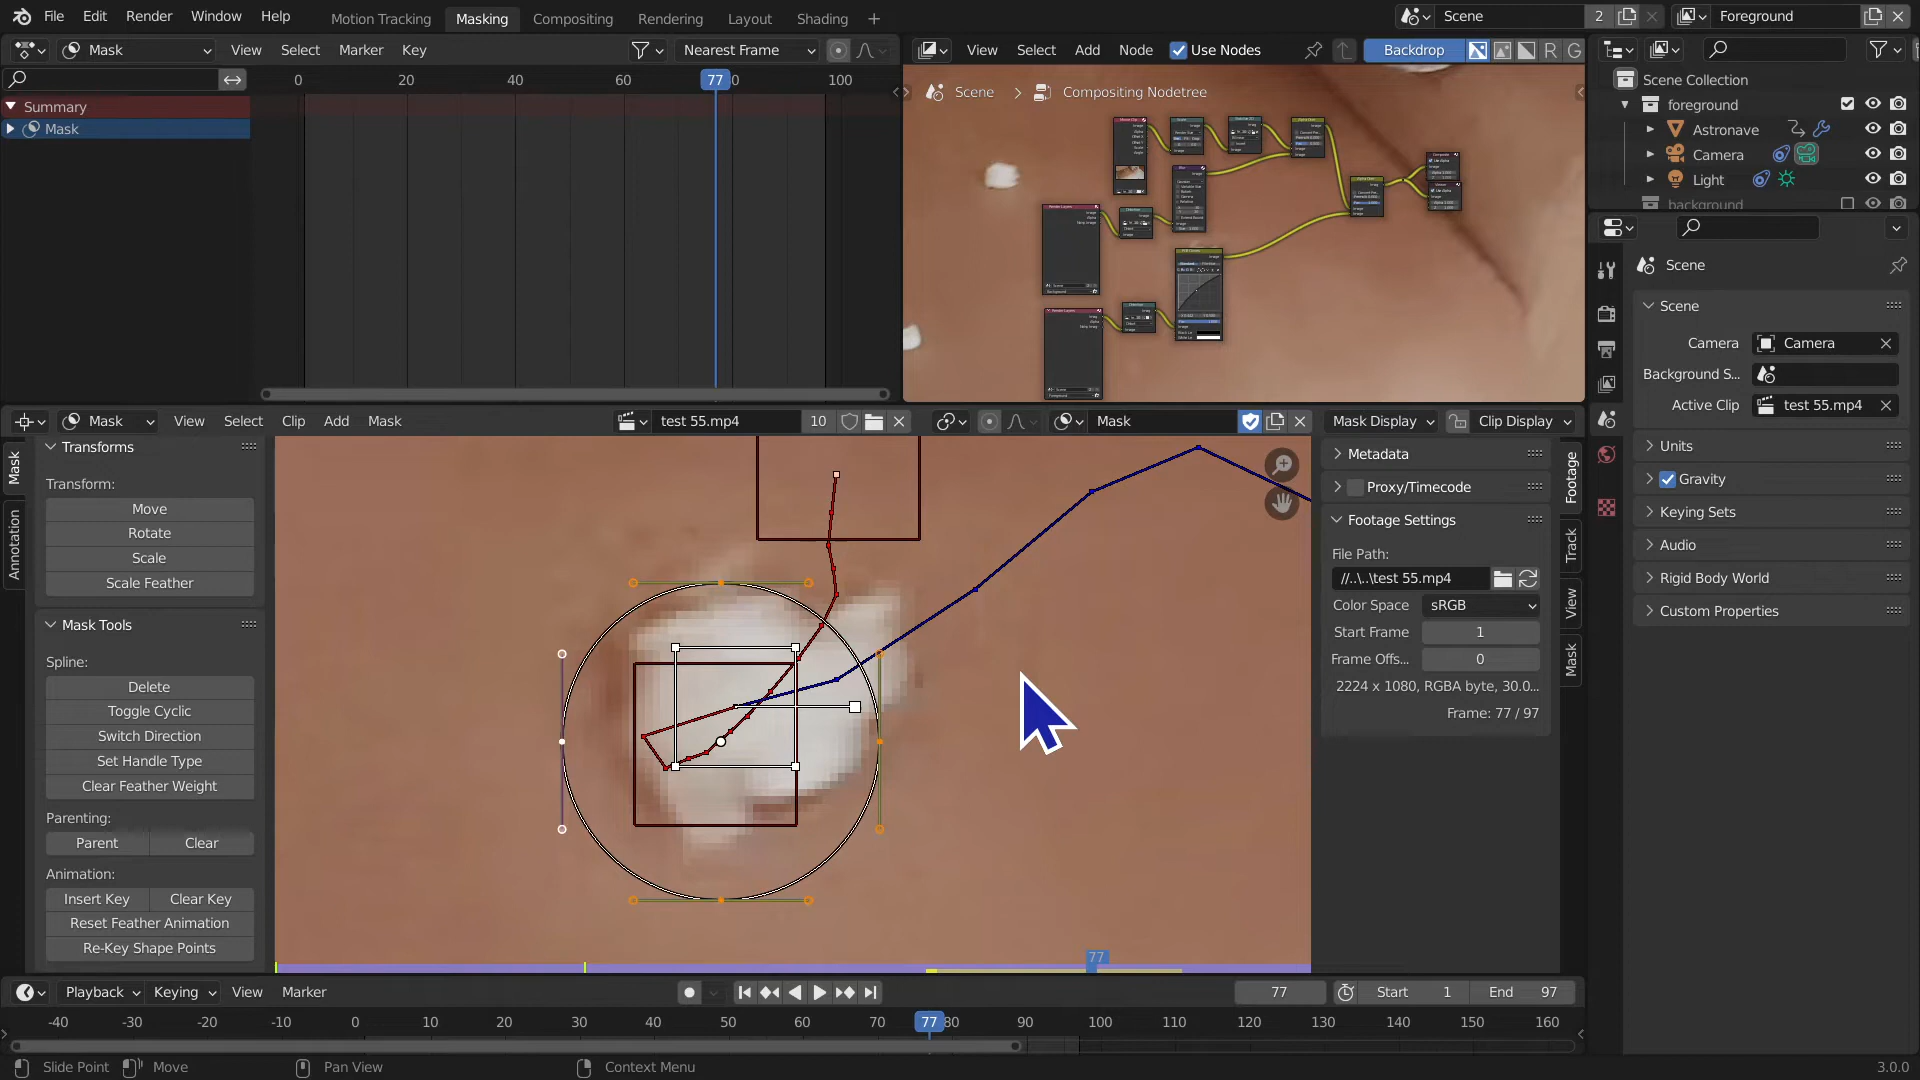 File Edit Render Window Help Motion Tracking Masking Compositing Rendering Layout Shading + Scene 2 Foreground
Mask View Select Marker Key Nearest Frame View Select Add Node Use Nodes Backdrop R G
0 20 40 60 77 0 100
Summary
Mask
Scene > Compositing Nodetree
Scene Collection
foreground
Astronave
Camera
Light
background
Scene
Scene
Camera Camera
Background S...
Active Clip test 55.mp4
Units
Gravity
Keying Sets
Audio
Rigid Body World
Custom Properties
Mask View Select Clip Add Mask test 55.mp4 10 Mask Mask Display Clip Display
Mask
Annotation
Transforms
Transform:
Move
Rotate
Scale
Scale Feather
Mask Tools
Spline:
Delete
Toggle Cyclic
Switch Direction
Set Handle Type
Clear Feather Weight
Parenting:
Parent Clear
Animation:
Insert Key Clear Key
Reset Feather Animation
Re-Key Shape Points
77
Metadata
Proxy/Timecode
Footage Settings
File Path:
//..\..\test 55.mp4
Color Space sRGB
Start Frame 1
Frame Offs... 0
2224 x 1080, RGBA byte, 30.0...
Frame: 77 / 97
Footage
Track
View
Mask
Playback Keying View Marker 77 Start 1 End 97
-40 -30 -20 -10 0 10 20 30 40 50 60 70 77 80 90 100 110 120 130 140 150 160
Slide Point Move Pan View Context Menu 3.0.0